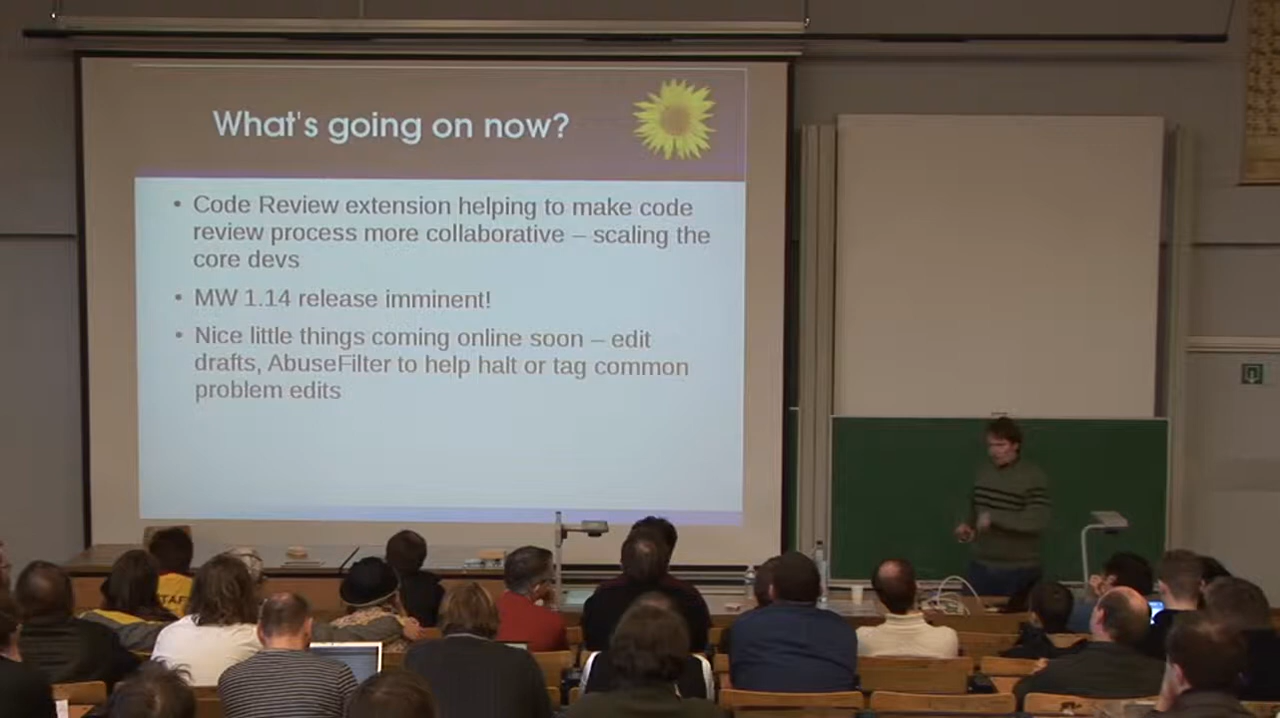 What's going on now?
• Code Review extension helping to make code
review process more collaborative – scaling the
core devs
• MW 1.14 release imminent!
• Nice little things coming online soon – edit
drafts, AbuseFilter to help halt or tag common
problem edits
STAFF